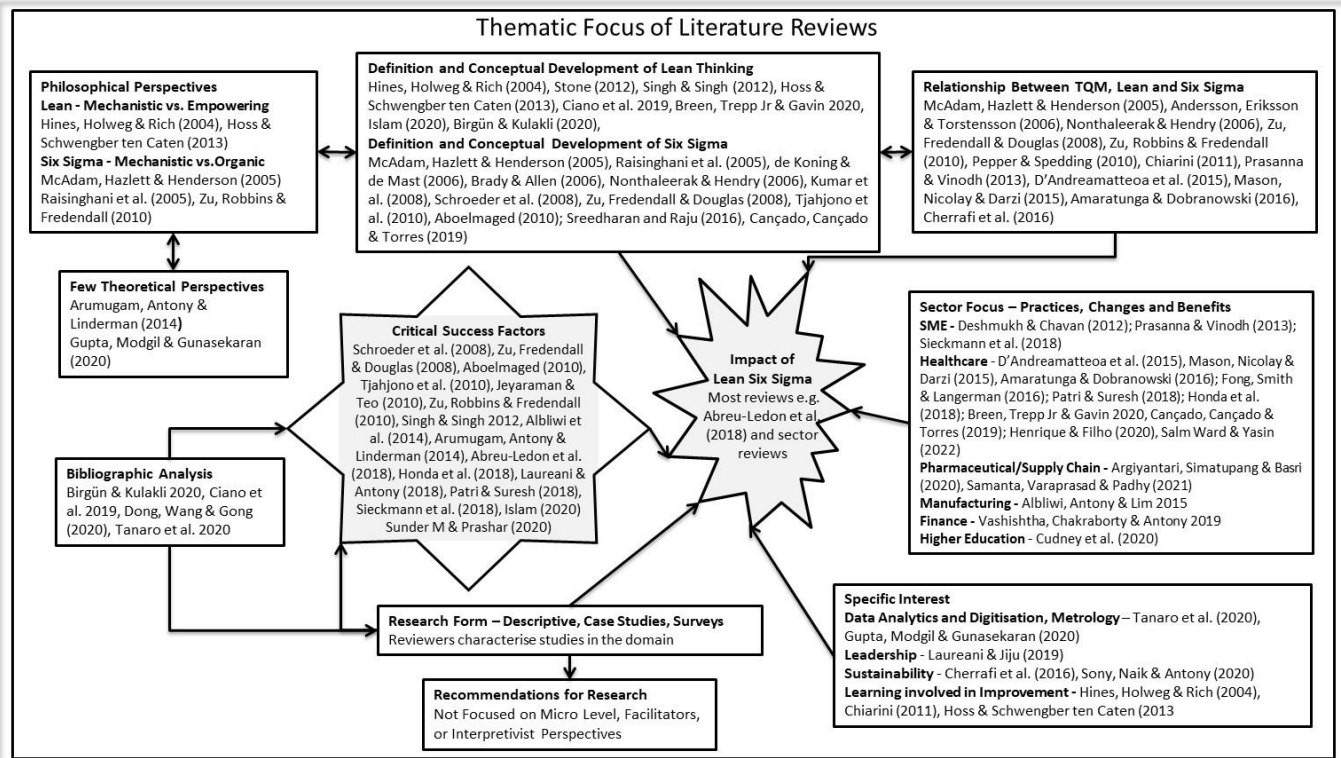 Thematic Focus of Literature Reviews
Philosophical Perspectives
Lean - Mechanistic vs. Empowering
Hines, Holweg & Rich (2004), Hoss &
Schwengber ten Caten (2013)
Six Sigma - Mechanistic vs.Organic
McAdam, Hazlett & Henderson (2005)
Raisinghani et al. (2005), Zu, Robbins &
Fredendall (2010)
Definition and Conceptual Development of Lean Thinking
Hines, Holweg & Rich (2004), Stone (2012), Singh & Singh (2012), Hoss &
Schwengber ten Caten (2013), Ciano et al. 2019, Breen, Trepp Jr & Gavin 2020,
Islam (2020), Birgün & Kulakli (2020),
Definition and Conceptual Development of Six Sigma
McAdam, Hazlett & Henderson (2005), Raisinghani et al. (2005), de Koning &
de Mast (2006), Brady & Allen (2006), Nonthaleerak & Hendry (2006), Kumar et al.
(2008), Schroeder et al. (2008), Zu, Fredendall & Douglas (2008), Tjahjono et al.
(2010), Aboelmaged (2010); Sreedharan and Raju (2016), Cançado, Cançado
& Torres (2019)
Relationship Between TQM, Lean and Six Sigma
McAdam, Hazlett & Henderson (2005), Andersson, Eriksson
& Torstensson (2006), Nonthaleerak & Hendry (2006), Zu,
Fredendall & Douglas (2008), Zu, Robbins & Fredendall
(2010), Pepper & Spedding (2010), Chiarini (2011), Prasanna
& Vinodh (2013), D'Andreamatteoa et al. (2015), Mason,
Nicolay & Darzi (2015), Amaratunga & Dobranowski (2016),
Cherrafi et al. (2016)
Few Theoretical Perspectives
Arumugam, Antony &
Linderman (2014)
Gupta, Modgil & Gunasekaran
(2020)
Critical Success Factors
Schroeder et al. (2008), Zu, Fredendall
& Douglas (2008), Aboelmaged (2010),
Tjahjono et al. (2010), Jeyaraman &
Teo (2010), Zu, Robbins & Fredendall
(2010), Singh & Singh 2012, Albliwi et
al. (2014), Arumugam, Antony &
Linderman (2014), Abreu-Ledon et al.
(2018), Honda et al. (2018), Laureani &
Antony (2018), Patri & Suresh (2018),
Sieckmann et al. (2018), Islam (2020)
Sunder M & Prashar (2020)
Impact of
Lean Six Sigma
Most reviews e.g.
Abreu-Ledon et al.
(2018) and sector
reviews
Sector Focus – Practices, Changes and Benefits
SME - Deshmukh & Chavan (2012); Prasanna & Vinodh (2013);
Sieckmann et al. (2018)
Healthcare - D'Andreamatteoa et al. (2015), Mason, Nicolay &
Darzi (2015), Amaratunga & Dobranowski (2016); Fong, Smith
& Langerman (2016); Patri & Suresh (2018); Honda et al.
(2018); Breen, Trepp Jr & Gavin 2020, Cançado, Cançado &
Torres (2019); Henrique & Filho (2020), Salm Ward & Yasin
(2022)
Pharmaceutical/Supply Chain - Argiyantari, Simatupang & Basri
(2020), Samanta, Varaprasad & Padhy (2021)
Manufacturing - Albliwi, Antony & Lim 2015
Finance - Vashishtha, Chakraborty & Antony 2019
Higher Education - Cudney et al. (2020)
Bibliographic Analysis
Birgün & Kulakli 2020, Ciano et
al. 2019, Dong, Wang & Gong
(2020), Tanaro et al. 2020
Research Form – Descriptive, Case Studies, Surveys
Reviewers characterise studies in the domain
Recommendations for Research
Not Focused on Micro Level, Facilitators,
or Interpretivist Perspectives
Specific Interest
Data Analytics and Digitisation, Metrology – Tanaro et al. (2020),
Gupta, Modgil & Gunasekaran (2020)
Leadership - Laureani & Jiju (2019)
Sustainability - Cherrafi et al. (2016), Sony, Naik & Antony (2020)
Learning involved in Improvement - Hines, Holweg & Rich (2004),
Chiarini (2011), Hoss & Schwengber ten Caten (2013